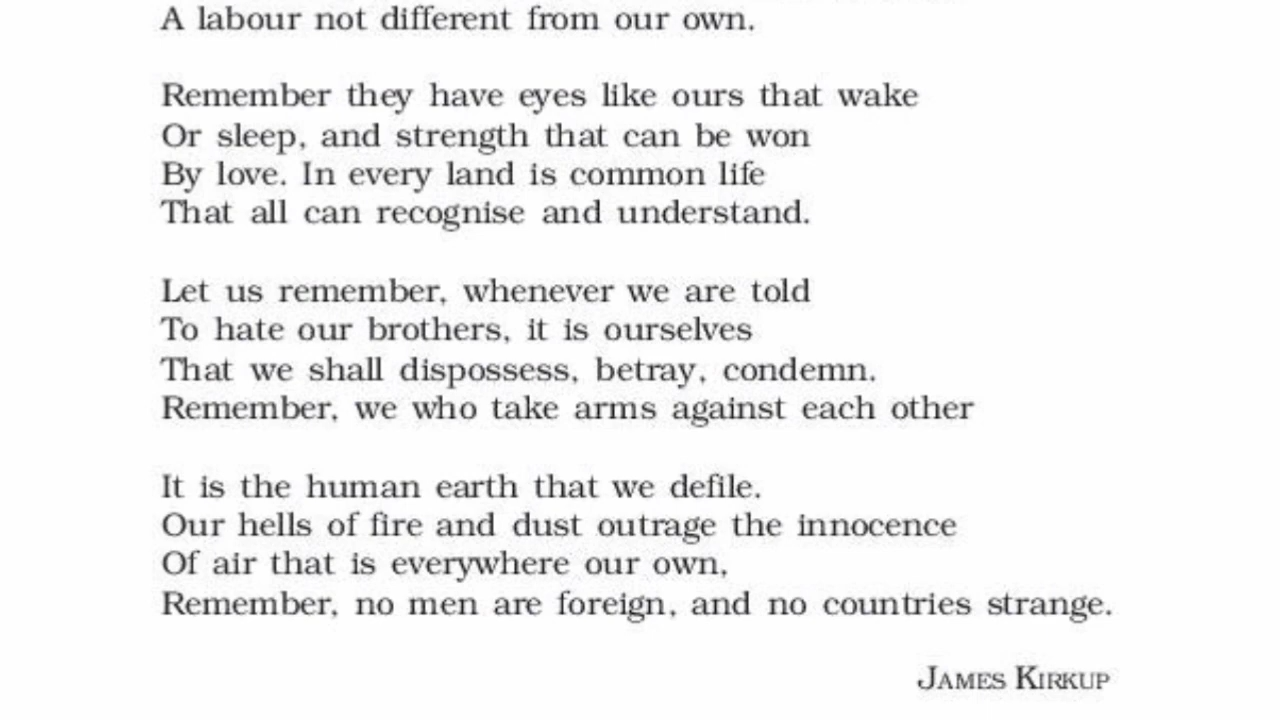 A labour not different from our own.
Remember they have eyes like ours that wake
Or sleep, and strength that can be won
By love. In every land is common life
That all can recognise and understand.
Let us remember, whenever we are told
To hate our brothers, it is ourselves
That we shall dispossess, betray, condemn.
Remember, we who take arms against each other
It is the human earth that we defile.
Our hells of fire and dust outrage the innocence
Of air that is everywhere our own,
Remember, no men are foreign, and no countries strange.
JAMES KIRKUP